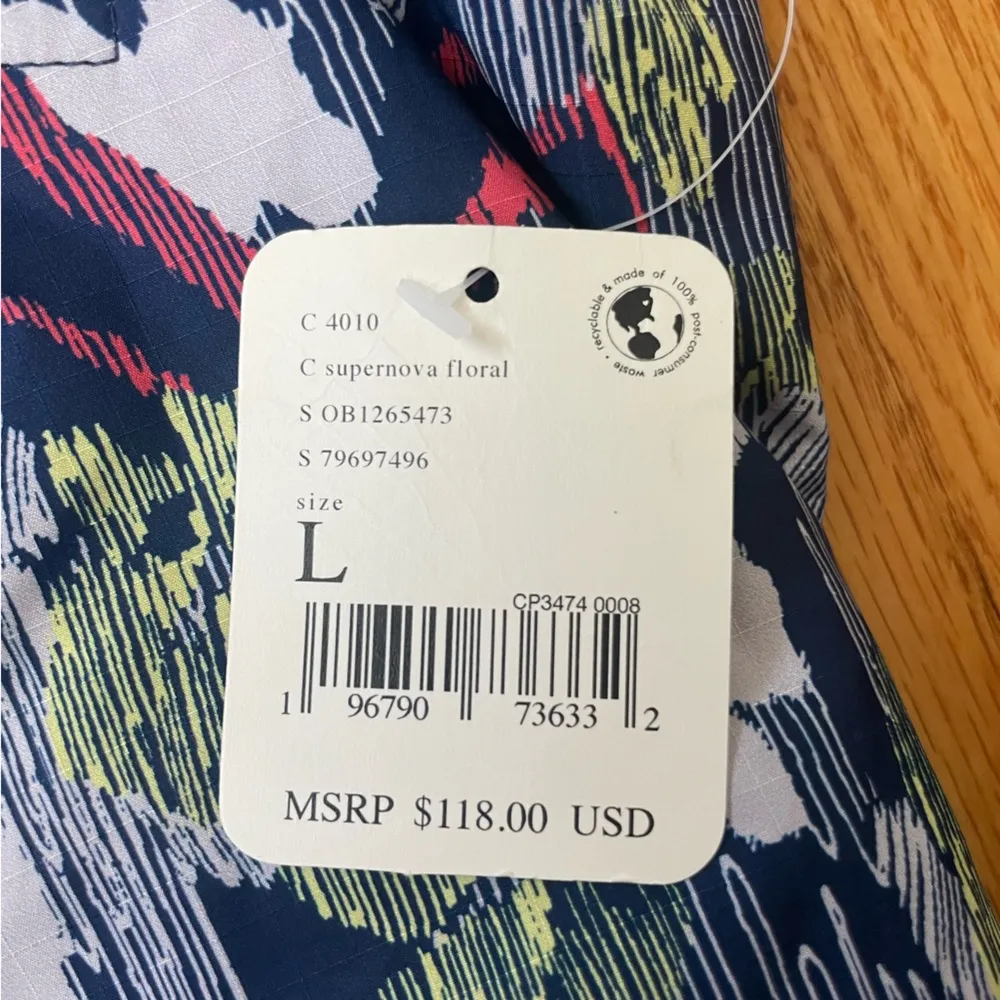 C 4010
C supernova floral
S OB1265473
S 79697496
size
L
CP3474 0008
1 96790 73633 2
MSRP $118.00 USD
• recyclable & made of 100% post-consumer waste